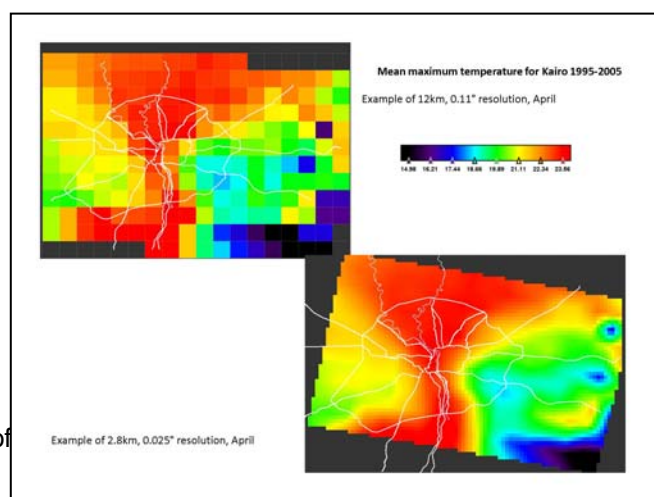 Mean maximum temperature for Kairo 1995-2005
Example of 12km, 0.11" resolution, April
14.98 16.21 17.44 18.66 19.89 21.11 22.34 23.56
of
Example of 2.8km, 0.025" resolution, April